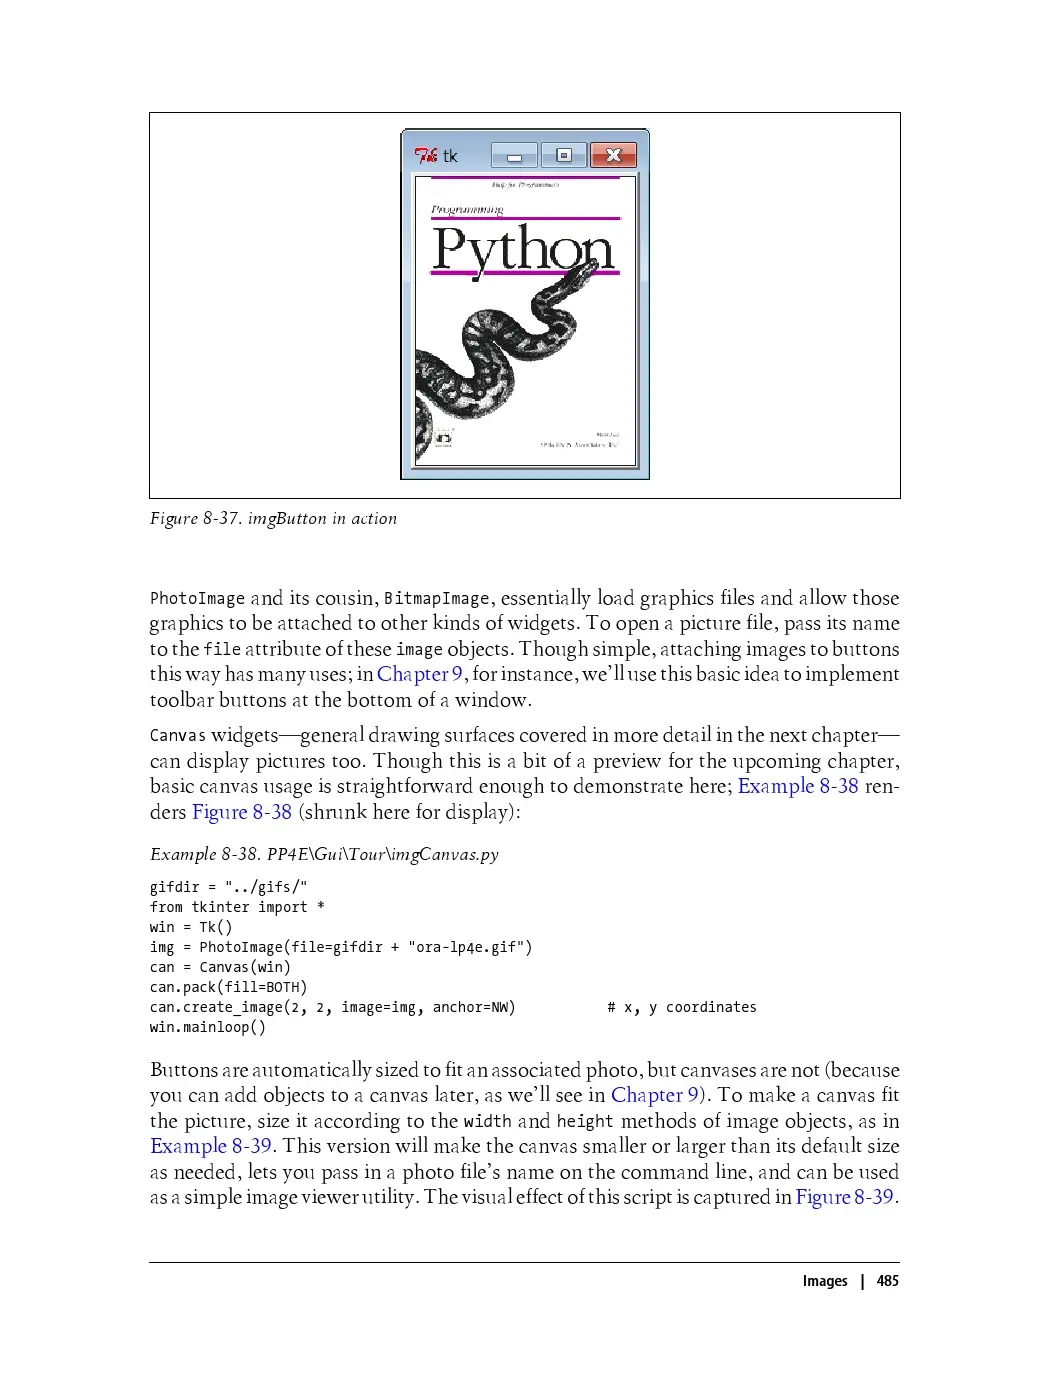 tk
Help for Programmers
Programming
Python
Figure 8-37. imgButton in action
PhotoImage and its cousin, BitmapImage, essentially load graphics files and allow those
graphics to be attached to other kinds of widgets. To open a picture file, pass its name
to the file attribute of these image objects. Though simple, attaching images to buttons
this way has many uses; in Chapter 9, for instance, we’ll use this basic idea to implement
toolbar buttons at the bottom of a window.
Canvas widgets—general drawing surfaces covered in more detail in the next chapter—
can display pictures too. Though this is a bit of a preview for the upcoming chapter,
basic canvas usage is straightforward enough to demonstrate here; Example 8-38 ren-
ders Figure 8-38 (shrunk here for display):
Example 8-38. PP4E\Gui\Tour\imgCanvas.py
gifdir = "../gifs/"
from tkinter import *
win = Tk()
img = PhotoImage(file=gifdir + "ora-lp4e.gif")
can = Canvas(win)
can.pack(fill=BOTH)
can.create_image(2, 2, image=img, anchor=NW) # x, y coordinates
win.mainloop()
Buttons are automatically sized to fit an associated photo, but canvases are not (because
you can add objects to a canvas later, as we’ll see in Chapter 9). To make a canvas fit
the picture, size it according to the width and height methods of image objects, as in
Example 8-39. This version will make the canvas smaller or larger than its default size
as needed, lets you pass in a photo file’s name on the command line, and can be used
as a simple image viewer utility. The visual effect of this script is captured in Figure 8-39.
Images | 485